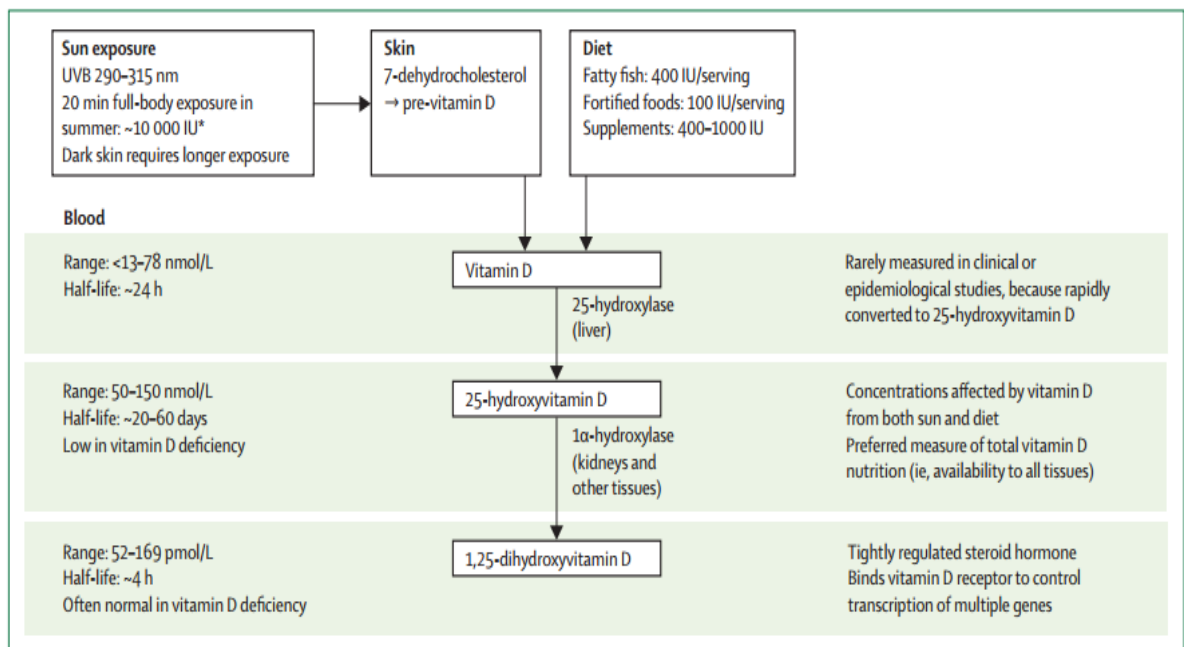 Sun exposure
UVB 290–315 nm
20 min full-body exposure in
summer: ~10 000 IU*
Dark skin requires longer exposure
Skin
7-dehydrocholesterol
→ pre-vitamin D
Diet
Fatty fish: 400 IU/serving
Fortified foods: 100 IU/serving
Supplements: 400–1000 IU
Blood
Range: <13–78 nmol/L
Half-life: ~24 h
Vitamin D
Rarely measured in clinical or
epidemiological studies, because rapidly
converted to 25-hydroxyvitamin D
25-hydroxylase
(liver)
Range: 50–150 nmol/L
Half-life: ~20–60 days
Low in vitamin D deficiency
25-hydroxyvitamin D
Concentrations affected by vitamin D
from both sun and diet
Preferred measure of total vitamin D
nutrition (ie, availability to all tissues)
1α-hydroxylase
(kidneys and
other tissues)
Range: 52–169 pmol/L
Half-life: ~4 h
Often normal in vitamin D deficiency
1,25-dihydroxyvitamin D
Tightly regulated steroid hormone
Binds vitamin D receptor to control
transcription of multiple genes